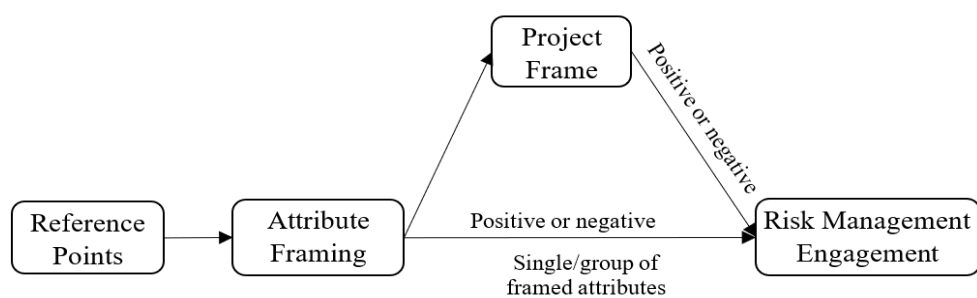 Project
Frame
Positive or negative
Reference
Points
Attribute
Framing
Positive or negative
Single/group of
framed attributes
Risk Management
Engagement